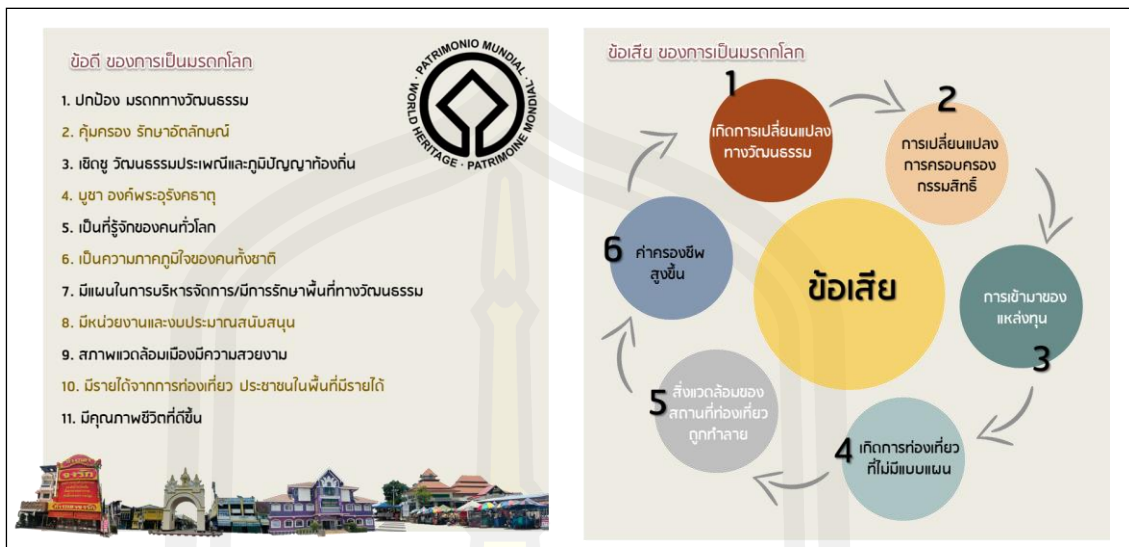 ข้อดี ของการเป็นมรดกโลก
1. ปกป้อง มรดกทางวัฒนธรรม
2. คุ้มครอง รักษาอัตลักษณ์
3. เชิดชู วัฒนธรรมประเพณีและภูมิปัญญาท้องถิ่น
4. บูชา องค์พระอุรังคธาตุ
5. เป็นที่รู้จักของคนทั่วโลก
6. เป็นความภาคภูมิใจของคนทั้งชาติ
7. มีแผนในการบริหารจัดการ/มีการรักษาพื้นที่ทางวัฒนธรรม
8. มีหน่วยงานและงบประมาณสนับสนุน
9. สภาพแวดล้อมเมืองมีความสวยงาม
10. มีรายได้จากการท่องเที่ยว ประชาชนในพื้นที่มีรายได้
11. มีคุณภาพชีวิตที่ดีขึ้น
WORLD HERITAGE · PATRIMONIO MUNDIAL · PATRIMOINE MONDIAL ·
ข้อเสีย ของการเป็นมรดกโลก
ข้อเสีย
1
เกิดการเปลี่ยนแปลง
ทางวัฒนธรรม
2
การเปลี่ยนแปลง
การครอบครอง
กรรมสิทธิ์
การเข้ามาของ
แหล่งทุน
3
4 เกิดการท่องเที่ยว
ที่ไม่มีแบบแผน
5 สิ่งแวดล้อมของ
สถานที่ท่องเที่ยว
ถูกทำลาย
6 ค่าครองชีพ
สูงขึ้น